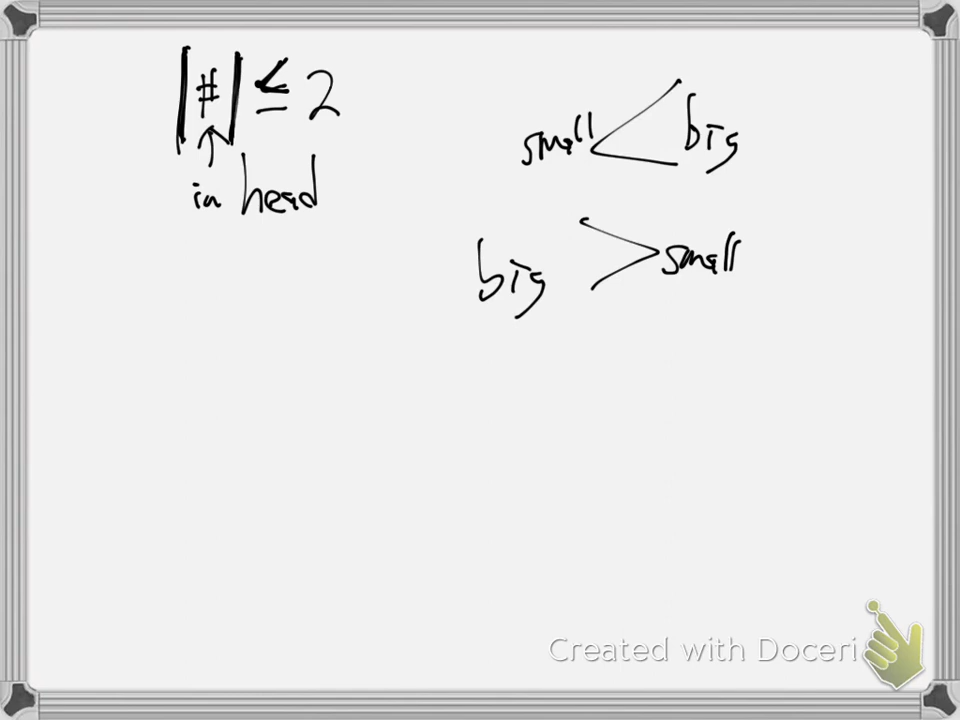 |#| ≤ 2
↑
in head
small < big
big > small
Created with Doceri